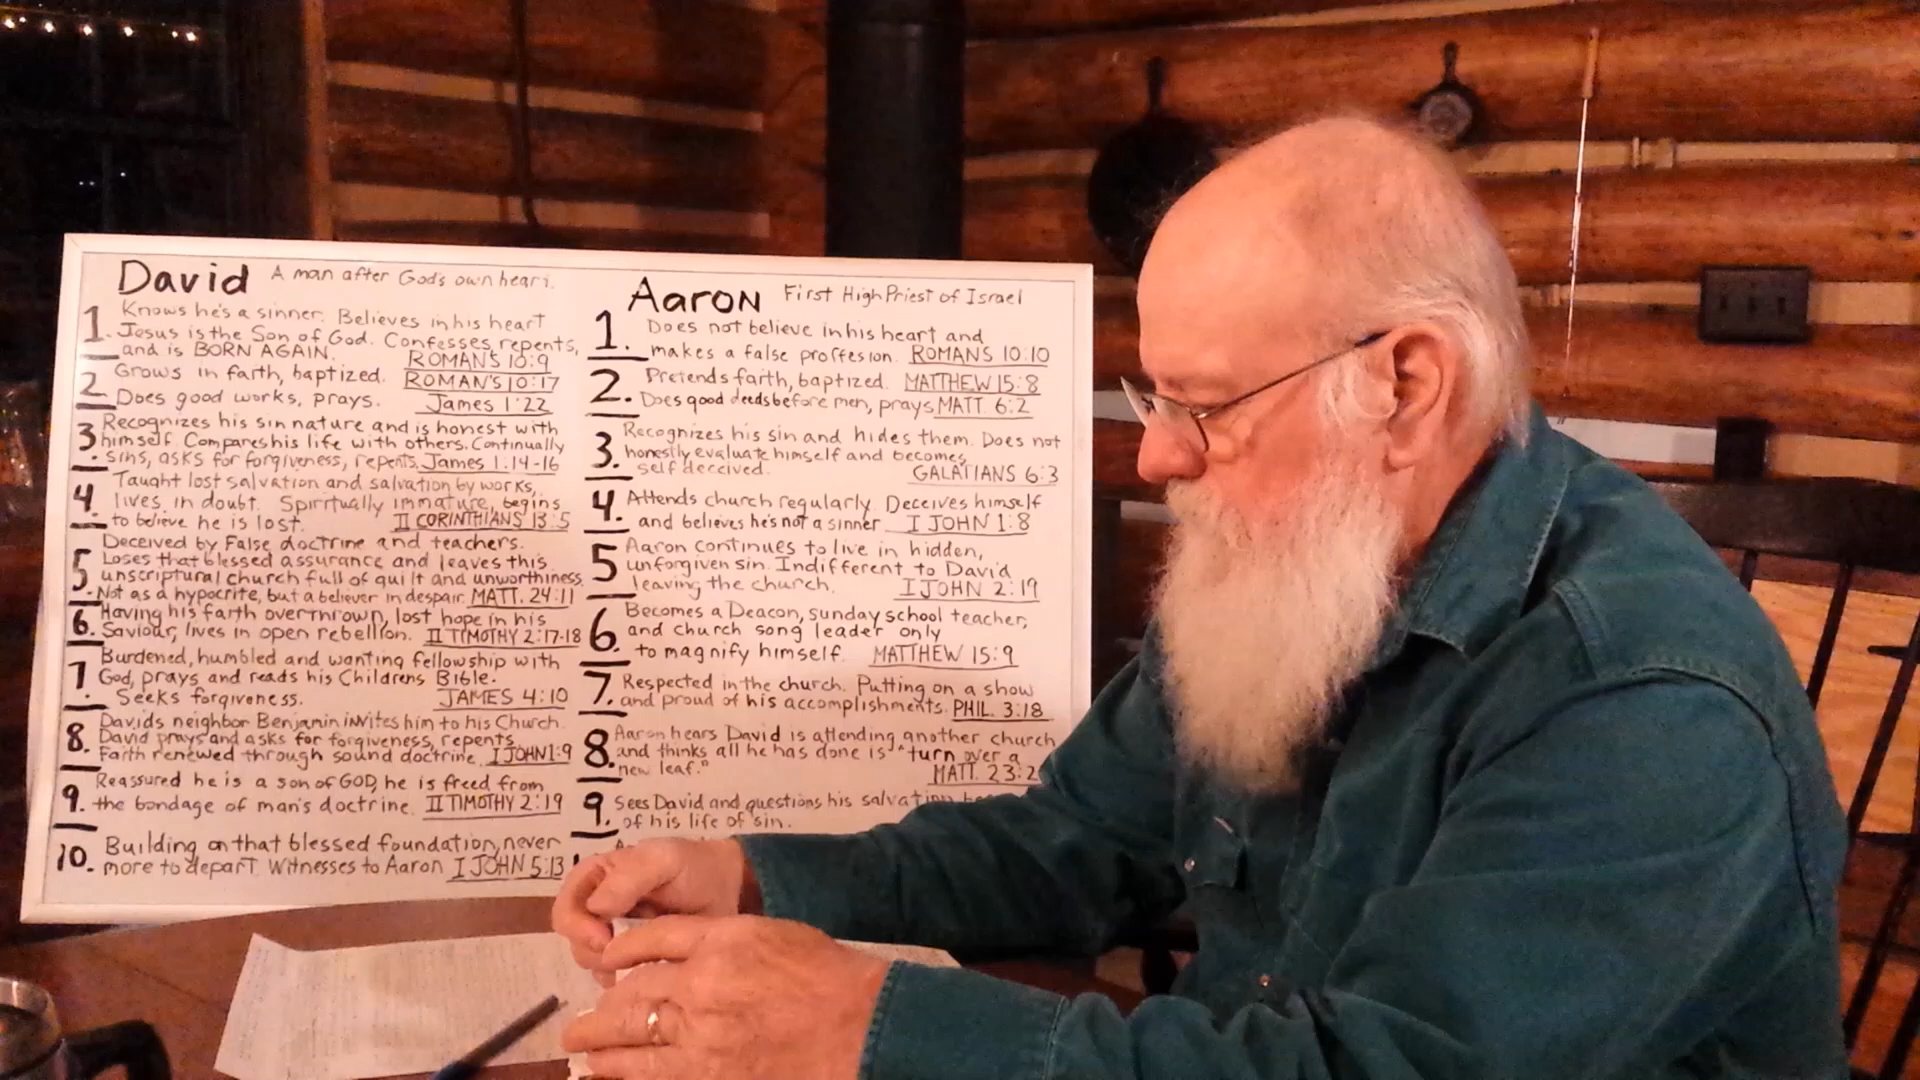 David A man after God's own heart.
1. Knows he's a sinner. Believes in his heart
Jesus is the Son of God. Confesses, repents,
and is BORN AGAIN. ROMANS 10:9
2. Grows in faith, baptized. ROMANS 10:17
Does good works, prays. James 1:22
3. Recognizes his sin nature and is honest with
himself. Compares his life with others. Continually
sins, asks for forgiveness, repents. James 1:14-16
4. Taught lost salvation and salvation by works,
lives in doubt. Spiritually immature, begins
to believe he is lost. II CORINTHIANS 13:5
5. Deceived by False doctrine and teachers.
Loses that blessed assurance and leaves this
unscriptural church full of guilt and unworthiness.
Not as a hypocrite, but a believer in despair. MATT. 24:11
6. Having his faith overthrown, lost hope in his
Saviour, lives in open rebellion. II TIMOTHY 2:17-18
7. Burdened, humbled and wanting fellowship with
God, prays and reads his Childrens Bible.
Seeks forgiveness. JAMES 4:10
8. Davids neighbor Benjamin invites him to his Church.
David prays and asks for forgiveness, repents.
Faith renewed through sound doctrine. I JOHN 1:9
9. Reassured he is a son of GOD, he is freed from
the bondage of man's doctrine. II TIMOTHY 2:19
10. Building on that blessed foundation, never
more to depart. Witnesses to Aaron I JOHN 5:13
Aaron First High Priest of Israel
1. Does not believe in his heart and
makes a false proffesion. ROMANS 10:10
2. Pretends faith, baptized. MATTHEW 15:8
Does good deeds before men, prays. MATT. 6:2
3. Recognizes his sin and hides them. Does not
honestly evaluate himself and becomes
self deceived. GALATIANS 6:3
4. Attends church regularly. Deceives himself
and believes he's not a sinner I JOHN 1:8
5. Aaron continues to live in hidden,
unforgiven sin. Indifferent to David
leaving the church. I JOHN 2:19
6. Becomes a Deacon, sunday school teacher,
and church song leader only
to magnify himself. MATTHEW 15:9
7. Respected in the church. Putting on a show
and proud of his accomplishments. PHIL. 3:18
8. Aaron hears David is attending another church
and thinks all he has done is "turn over a
new leaf." MATT. 23:2
9. Sees David and questions his
of his life of sin.